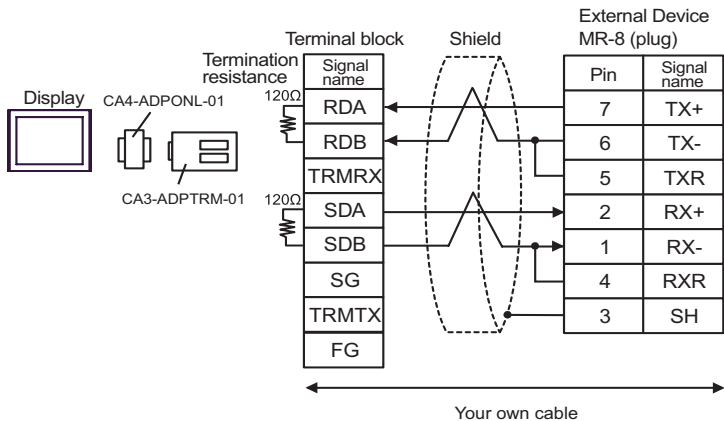 External Device
MR-8 (plug)
Terminal block
Shield
Termination
resistance
Display
CA4-ADPONL-01
CA3-ADPTRM-01
120Ω
120Ω
Signal
name
RDA
RDB
TRMRX
SDA
SDB
SG
TRMTX
FG
Pin
Signal
name
7
TX+
6
TX-
5
TXR
2
RX+
1
RX-
4
RXR
3
SH
Your own cable